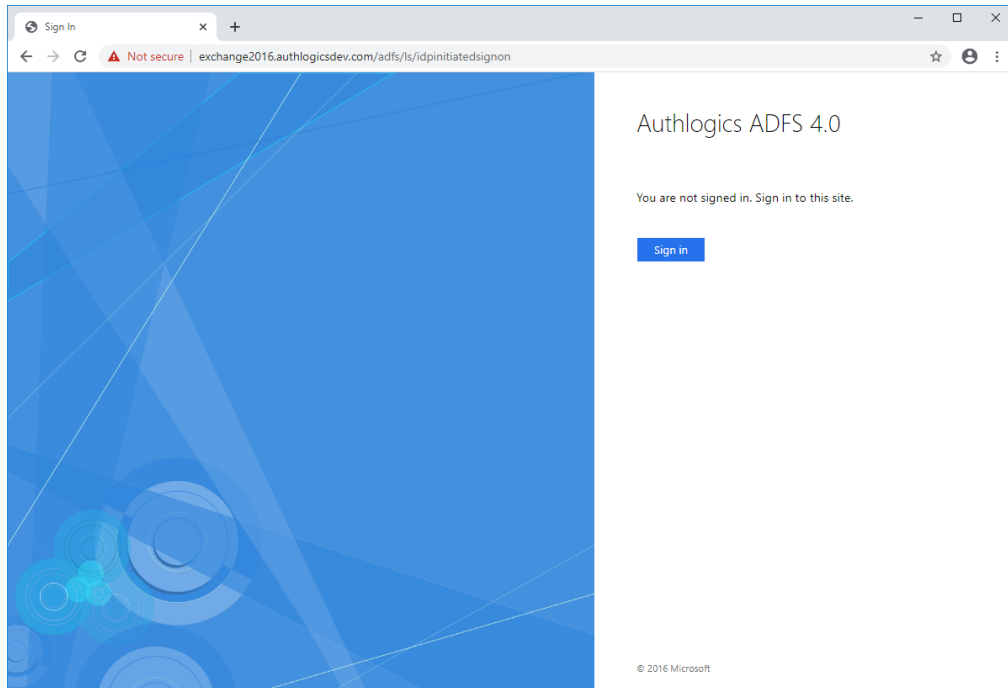 Sign In
Not secure exchange2016.authlogicsdev.com/adfs/ls/idpinitiatedsignon
Authlogics ADFS 4.0
You are not signed in. Sign in to this site.
Sign in
© 2016 Microsoft